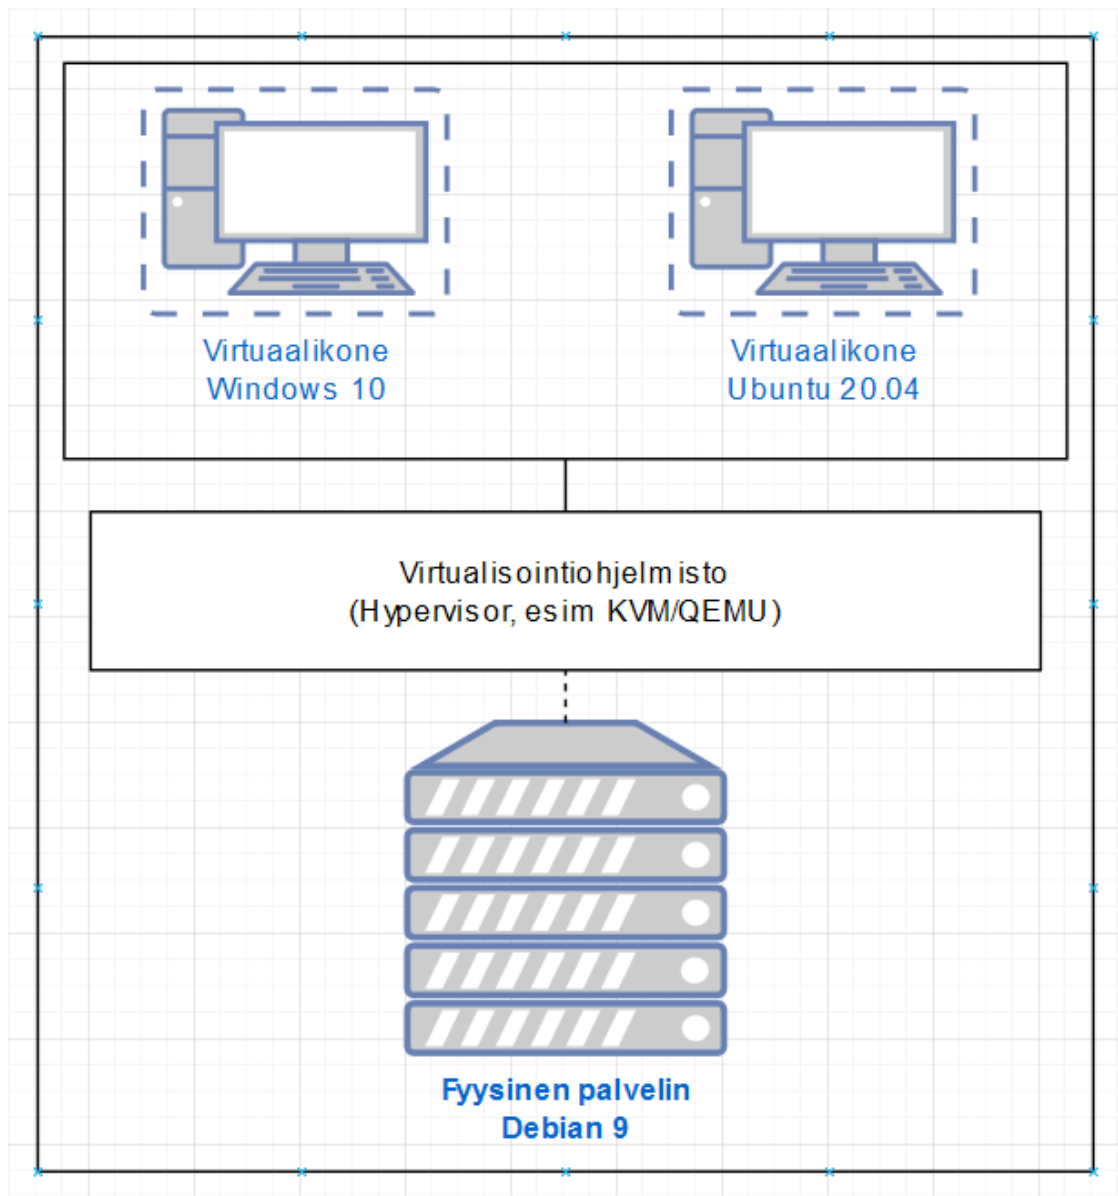 Virtuaalikone
Windows 10
Virtuaalikone
Ubuntu 20.04
Virtualisointiohjelmisto
(Hypervisor, esim KVM/QEMU)
Fyysinen palvelin
Debian 9